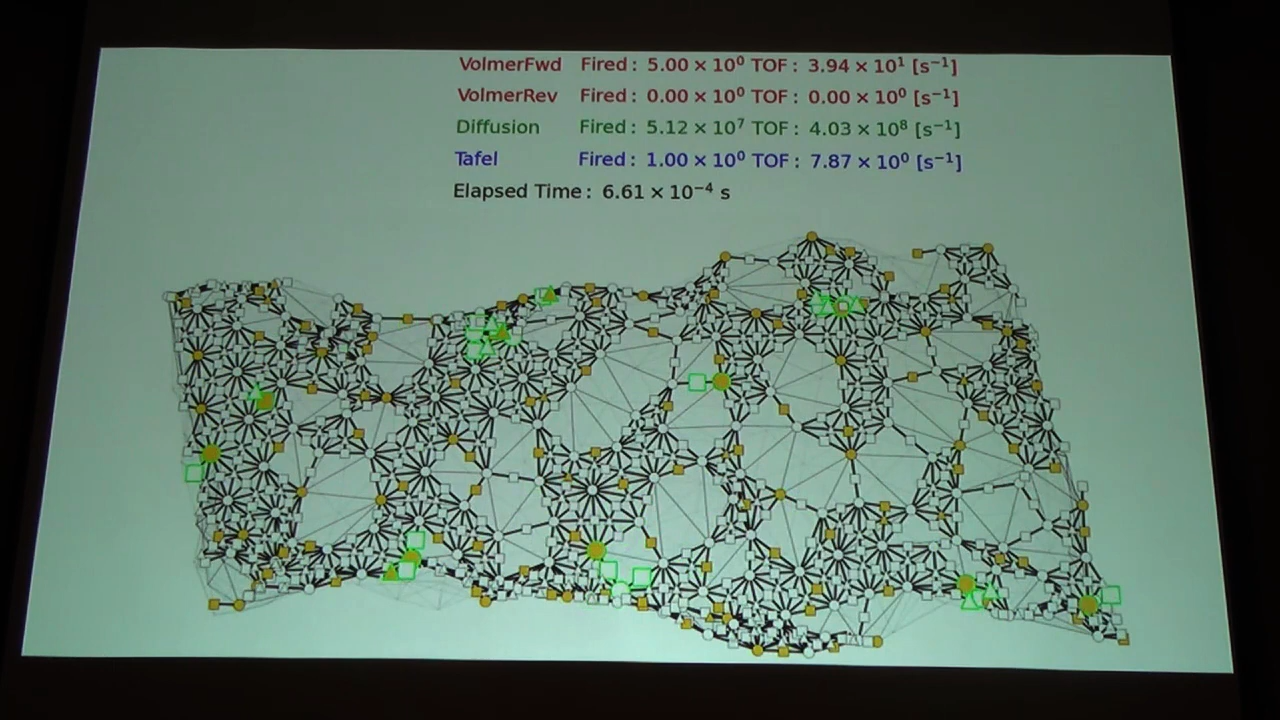 VolmerFwd Fired : 5.00 × 10⁰ TOF : 3.94 × 10¹ [s⁻¹]
VolmerRev Fired : 0.00 × 10⁰ TOF : 0.00 × 10⁰ [s⁻¹]
Diffusion Fired : 5.12 × 10⁷ TOF : 4.03 × 10⁸ [s⁻¹]
Tafel Fired : 1.00 × 10⁰ TOF : 7.87 × 10⁰ [s⁻¹]
Elapsed Time : 6.61 × 10⁻⁴ s